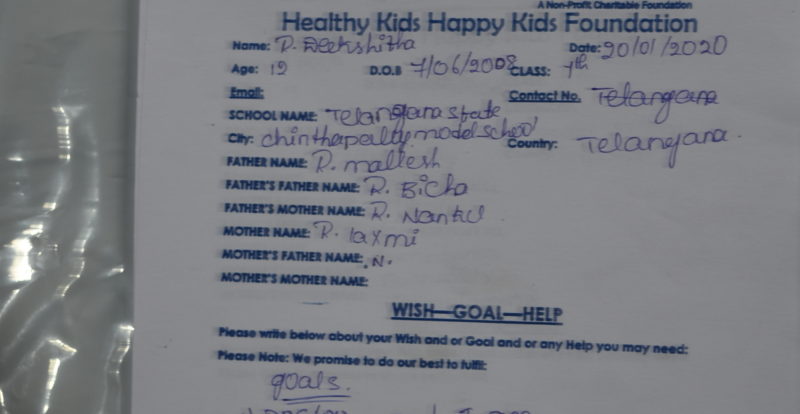 A Non-Profit Charitable Foundation
Healthy Kids Happy Kids Foundation
Name: R. Deekshitha Date: 20/01/2020
Age: 12 D.O.B 7/06/2008 CLASS: 7th
Email: Contact No. Telangana
SCHOOL NAME: Telangana state
City: chinthapally model school Country: Telangana.
FATHER NAME: R. mallesh
FATHER'S FATHER NAME: R. Bicha
FATHER'S MOTHER NAME: R.
MOTHER NAME: R. laxmi
MOTHER'S FATHER NAME: .N.
MOTHER'S MOTHER NAME:
WISH—GOAL—HELP
Please write below about your Wish and or Goal and or any Help you may need:
Please Note: We promise to do our best to fulfil:
goals.